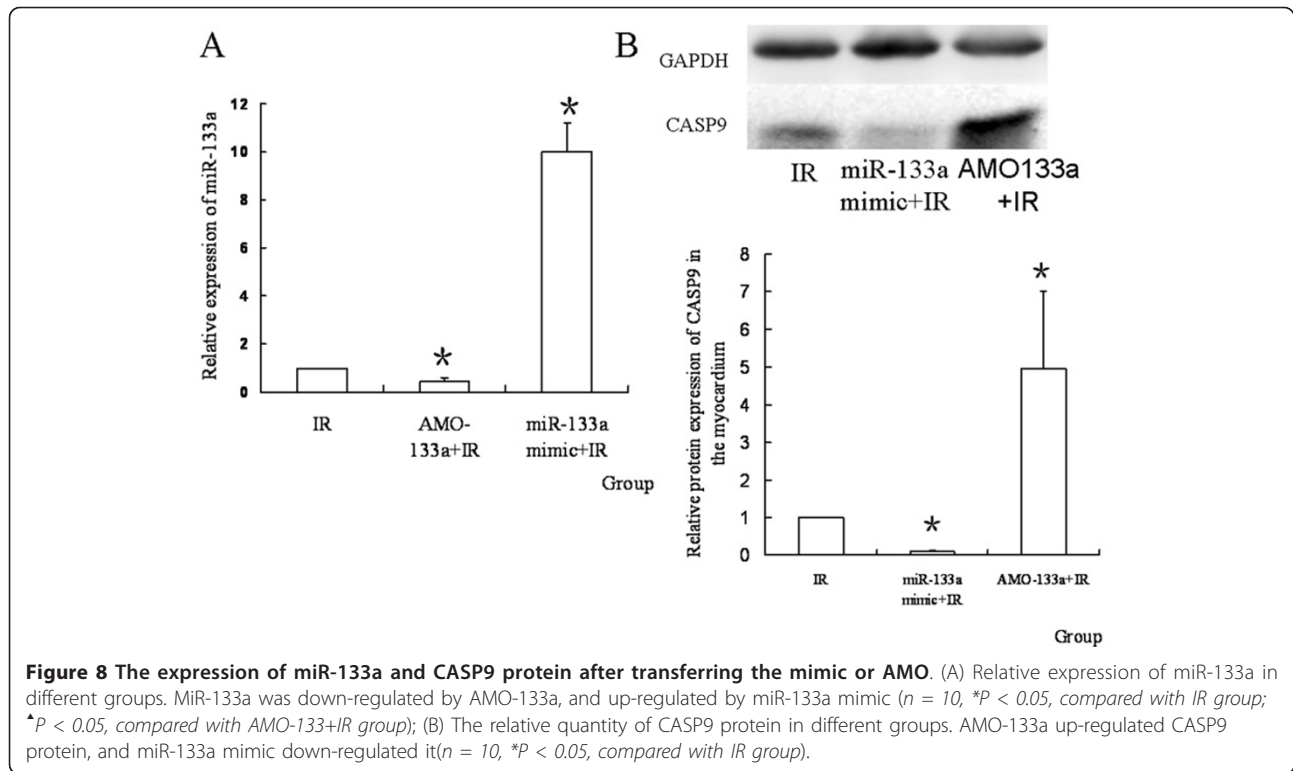 A
Relative expression of miR-133a
12
10
8
6
4
2
0
*
*
IR
AMO-
133a+IR
miR-133a
mimic+IR
Group
B
GAPDH
CASP9
IR
miR-133a
mimic+IR
AMO133a
+IR
Relative protein expression of CASP9 in
the myocardium
8
7
6
5
4
3
2
1
0
*
*
IR
miR-133a
mimic+IR
AMO-133a+IR
Group
Figure 8 The expression of miR-133a and CASP9 protein after transferring the mimic or AMO. (A) Relative expression of miR-133a in
different groups. MiR-133a was down-regulated by AMO-133a, and up-regulated by miR-133a mimic (n = 10, *P < 0.05, compared with IR group;
▲P < 0.05, compared with AMO-133+IR group); (B) The relative quantity of CASP9 protein in different groups. AMO-133a up-regulated CASP9
protein, and miR-133a mimic down-regulated it(n = 10, *P < 0.05, compared with IR group).